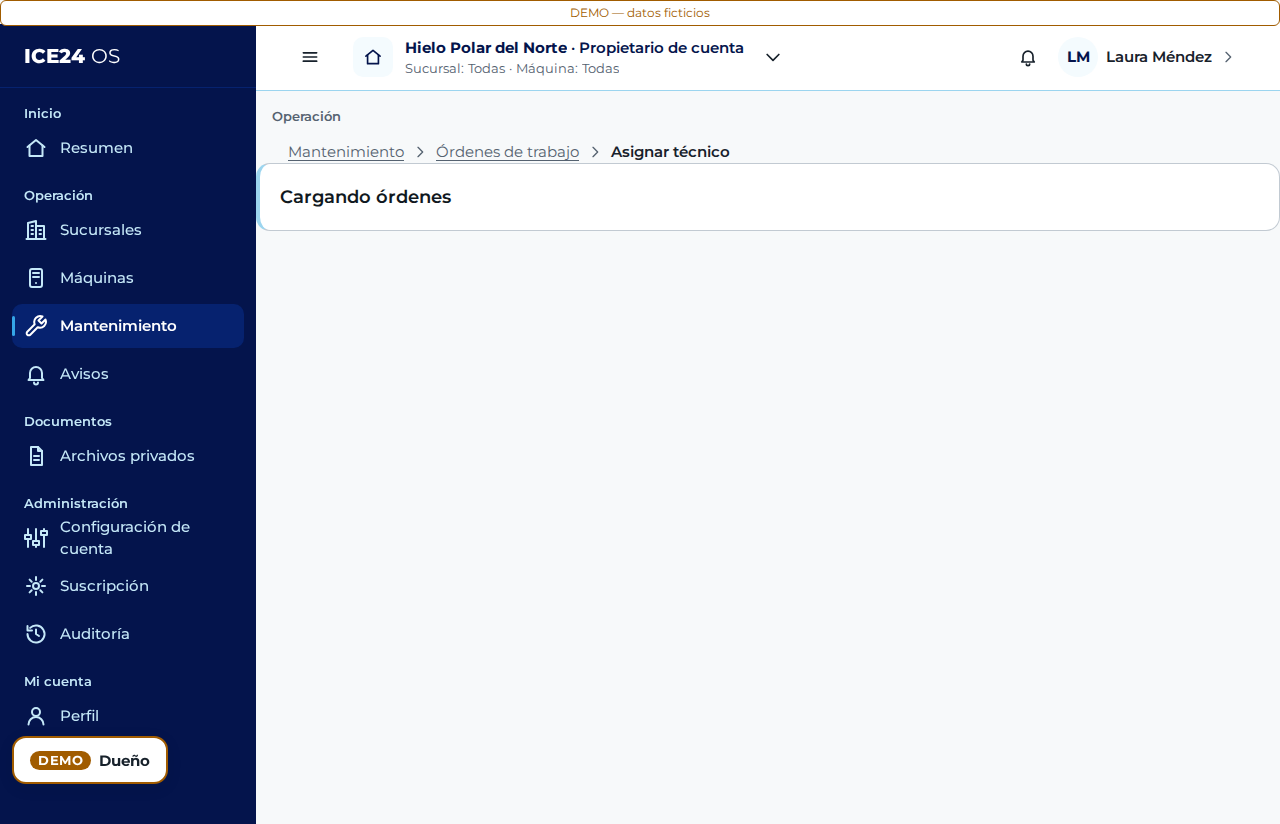 DEMO — datos ficticios
ICE24 OS
Inicio
Resumen
Operación
Sucursales
Máquinas
Mantenimiento
Avisos
Documentos
Archivos privados
Administración
Configuración de
cuenta
Suscripción
Auditoría
Mi cuenta
Perfil
DEMO Dueño
Hielo Polar del Norte · Propietario de cuenta
Sucursal: Todas · Máquina: Todas
LM Laura Méndez
Operación
Mantenimiento > Órdenes de trabajo > Asignar técnico
Cargando órdenes